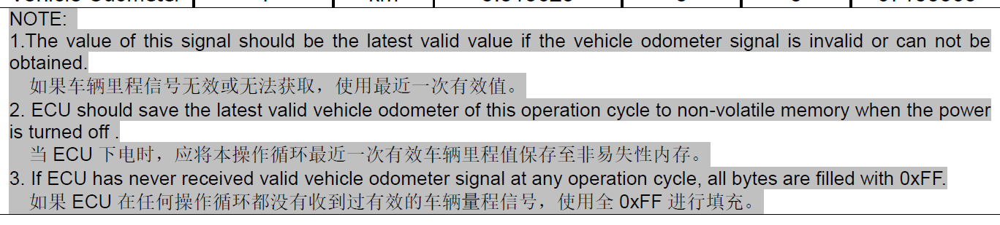 NOTE:
1.The value of this signal should be the latest valid value if the vehicle odometer signal is invalid or can not be
obtained.
如果车辆里程信号无效或无法获取，使用最近一次有效值。
2. ECU should save the latest valid vehicle odometer of this operation cycle to non-volatile memory when the power
is turned off .
当 ECU 下电时，应将本操作循环最近一次有效车辆里程值保存至非易失性内存。
3. If ECU has never received valid vehicle odometer signal at any operation cycle, all bytes are filled with 0xFF.
如果 ECU 在任何操作循环都没有收到过有效的车辆量程信号，使用全 0xFF 进行填充。